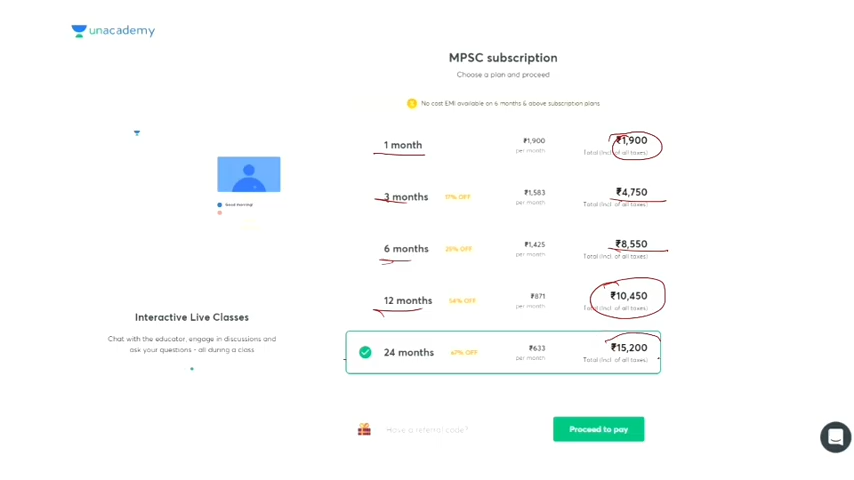 unacademy
MPSC subscription
Choose a plan and proceed
No cost EMI available on 6 months & above subscription plans
1 month
₹1,900
per month
₹1,900
Total (Incl. of all taxes)
3 months
17% OFF
₹1,583
per month
₹4,750
Total (Incl. of all taxes)
6 months
25% OFF
₹1,425
per month
₹8,550
Total (Incl. of all taxes)
12 months
54% OFF
₹871
per month
₹10,450
Total (Incl. of all taxes)
24 months
67% OFF
₹633
per month
₹15,200
Total (Incl. of all taxes)
Good morning!
Interactive Live Classes
Chat with the educator, engage in discussions and
ask your questions - all during a class
Have a referral code?
Proceed to pay